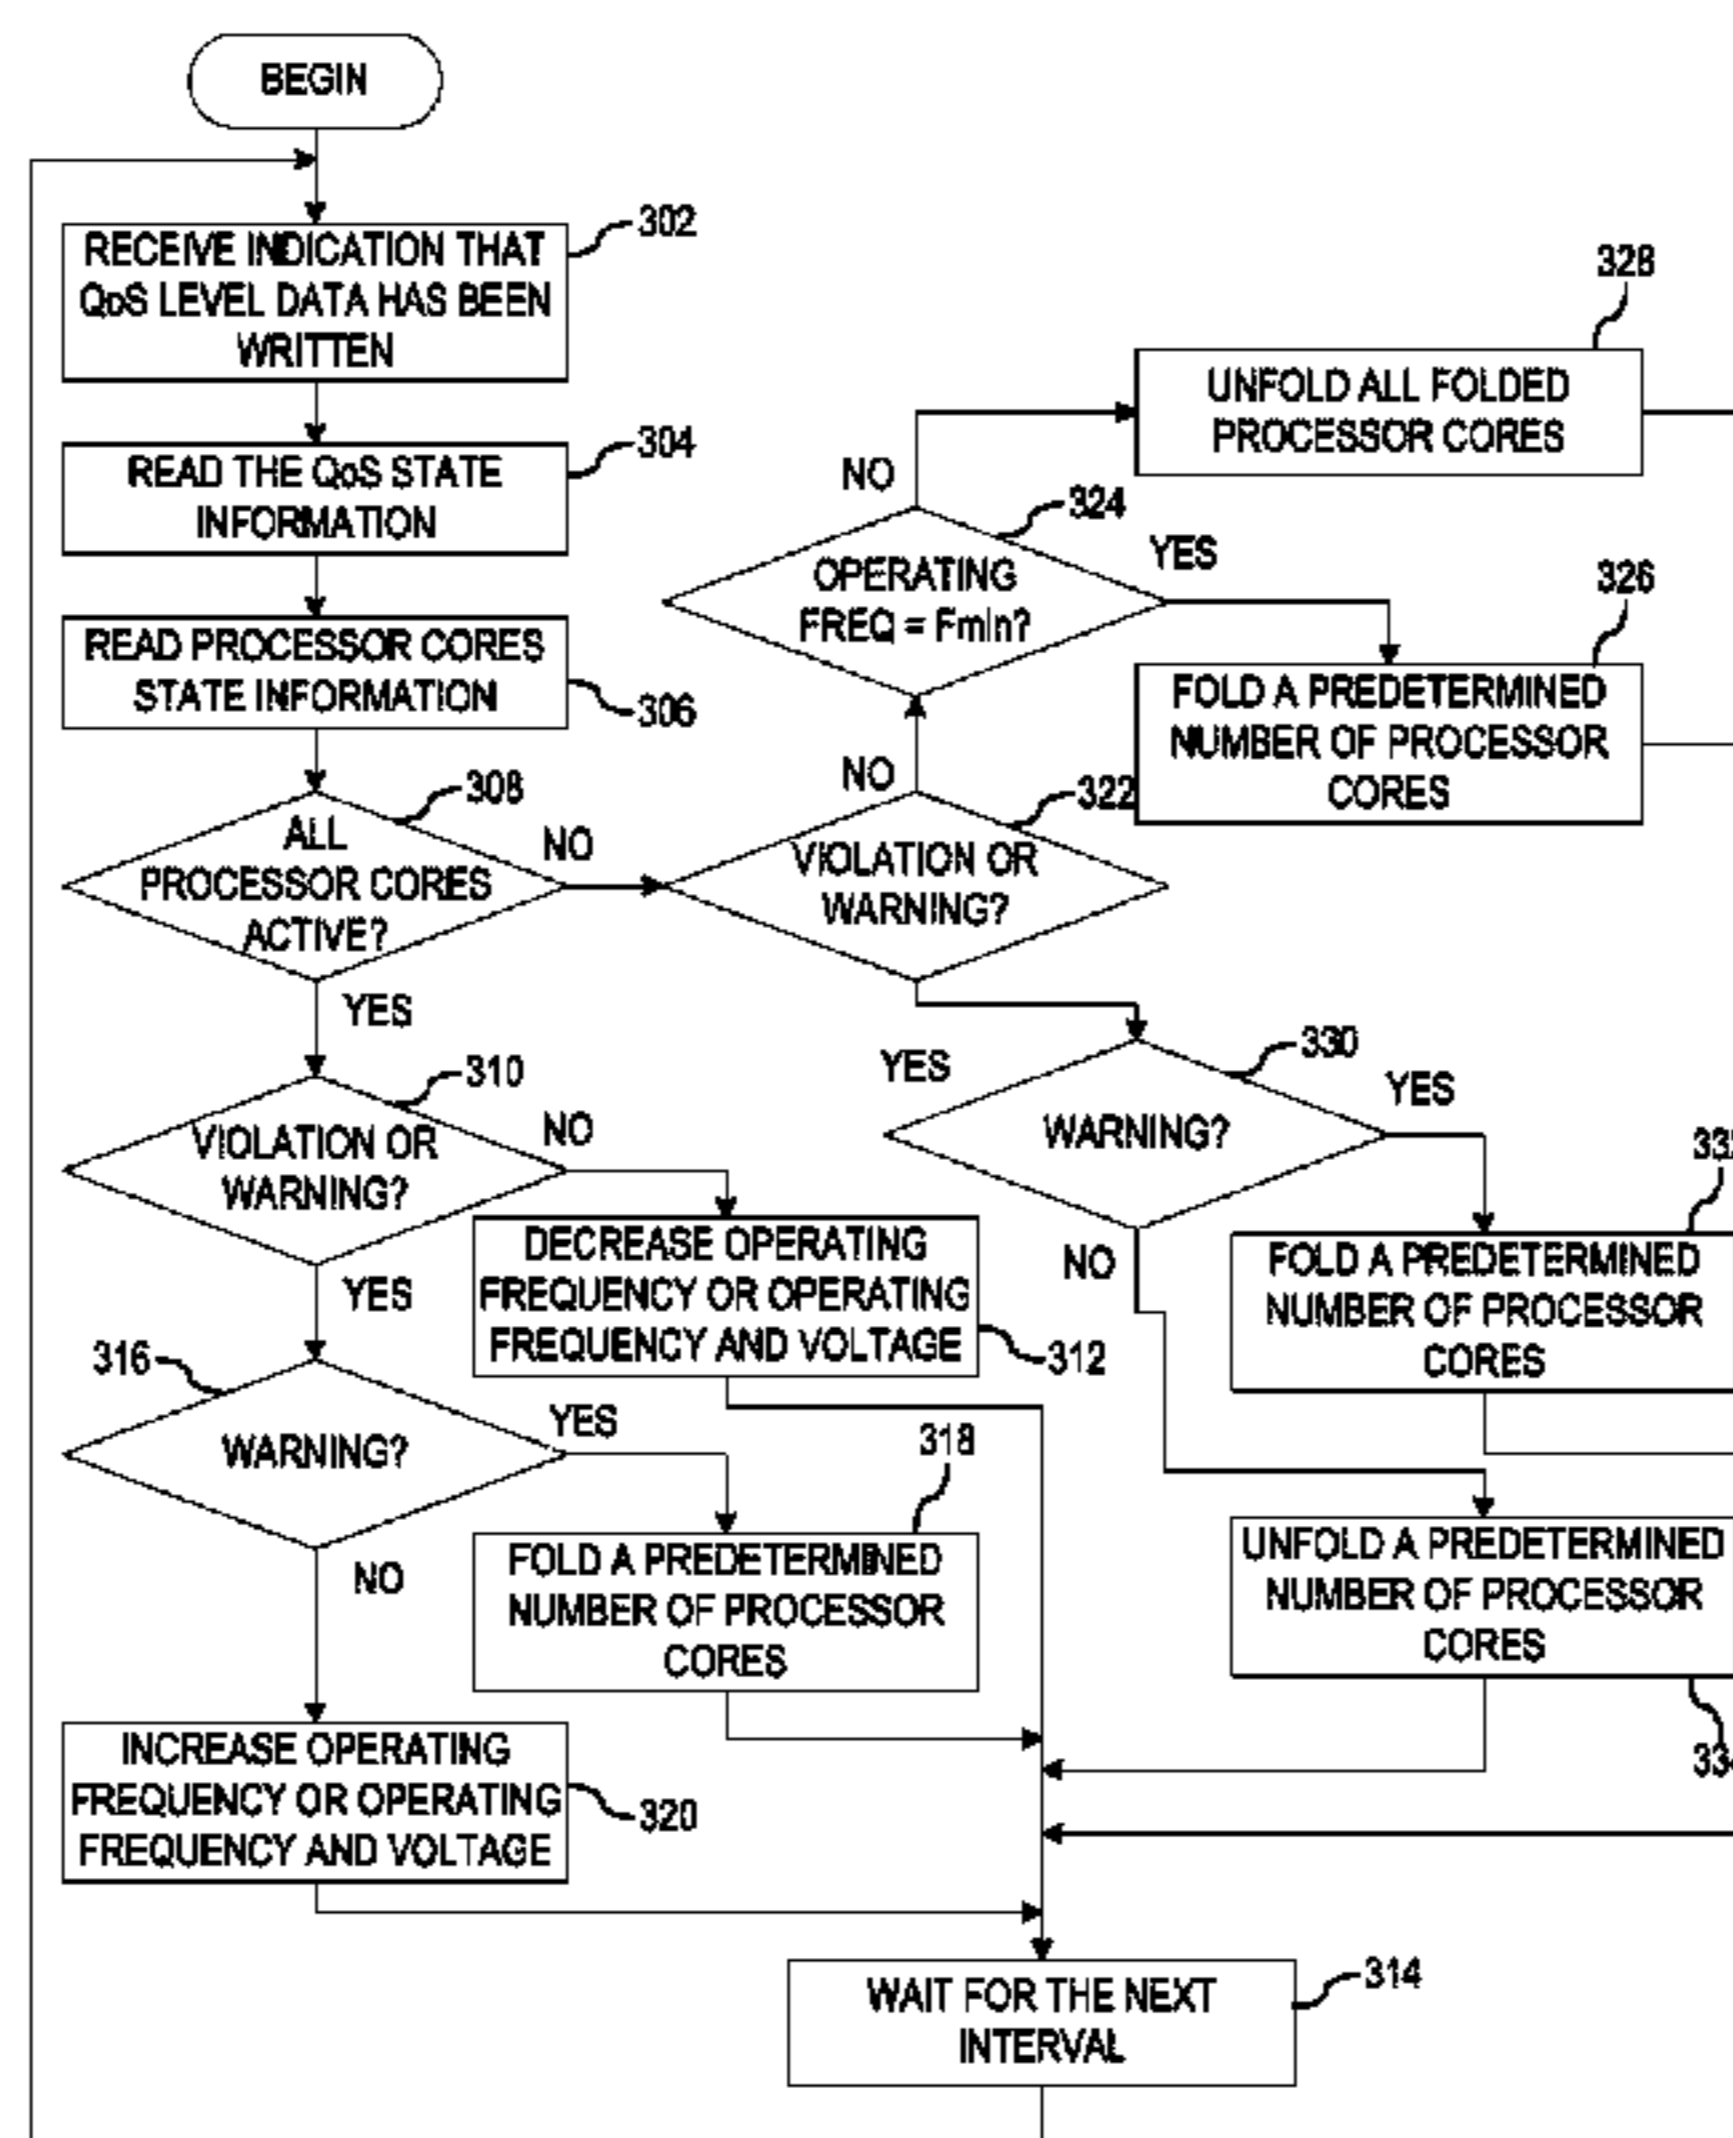 BEGIN
302
RECEIVE INDICATION THAT
QoS LEVEL DATA HAS BEEN
WRITTEN
304
READ THE QoS STATE
INFORMATION
READ PROCESSOR CORES
STATE INFORMATION
306
308
ALL
PROCESSOR CORES
ACTIVE?
NO
YES
310
VIOLATION OR
WARNING?
NO
YES
DECREASE OPERATING
FREQUENCY OR OPERATING
FREQUENCY AND VOLTAGE
312
316
WARNING?
YES
NO
318
FOLD A PREDETERMINED
NUMBER OF PROCESSOR
CORES
INCREASE OPERATING
FREQUENCY OR OPERATING
FREQUENCY AND VOLTAGE
320
322
VIOLATION OR
WARNING?
NO
YES
324
OPERATING
FREQ = Fmin?
NO
YES
328
UNFOLD ALL FOLDED
PROCESSOR CORES
326
FOLD A PREDETERMINED
NUMBER OF PROCESSOR
CORES
330
WARNING?
YES
NO
FOLD A PREDETERMINED
NUMBER OF PROCESSOR
CORES
UNFOLD A PREDETERMINED
NUMBER OF PROCESSOR
CORES
314
WAIT FOR THE NEXT
INTERVAL